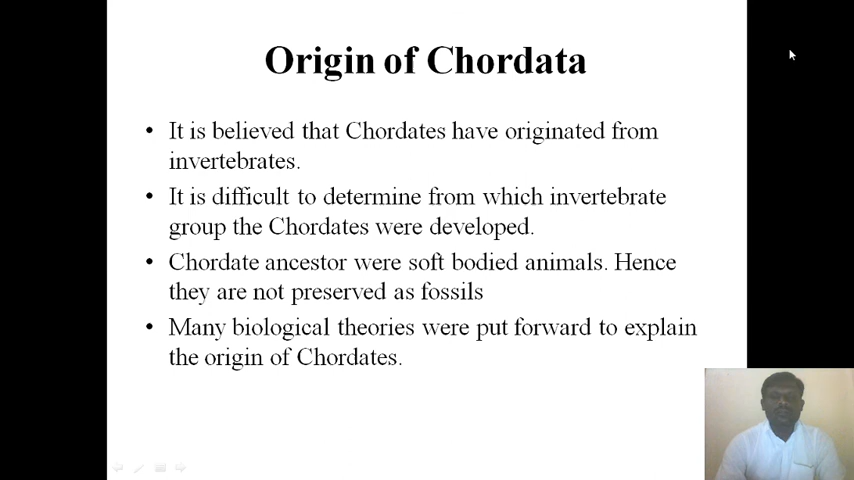 Origin of Chordata
• It is believed that Chordates have originated from
invertebrates.
• It is difficult to determine from which invertebrate
group the Chordates were developed.
• Chordate ancestor were soft bodied animals. Hence
they are not preserved as fossils
• Many biological theories were put forward to explain
the origin of Chordates.